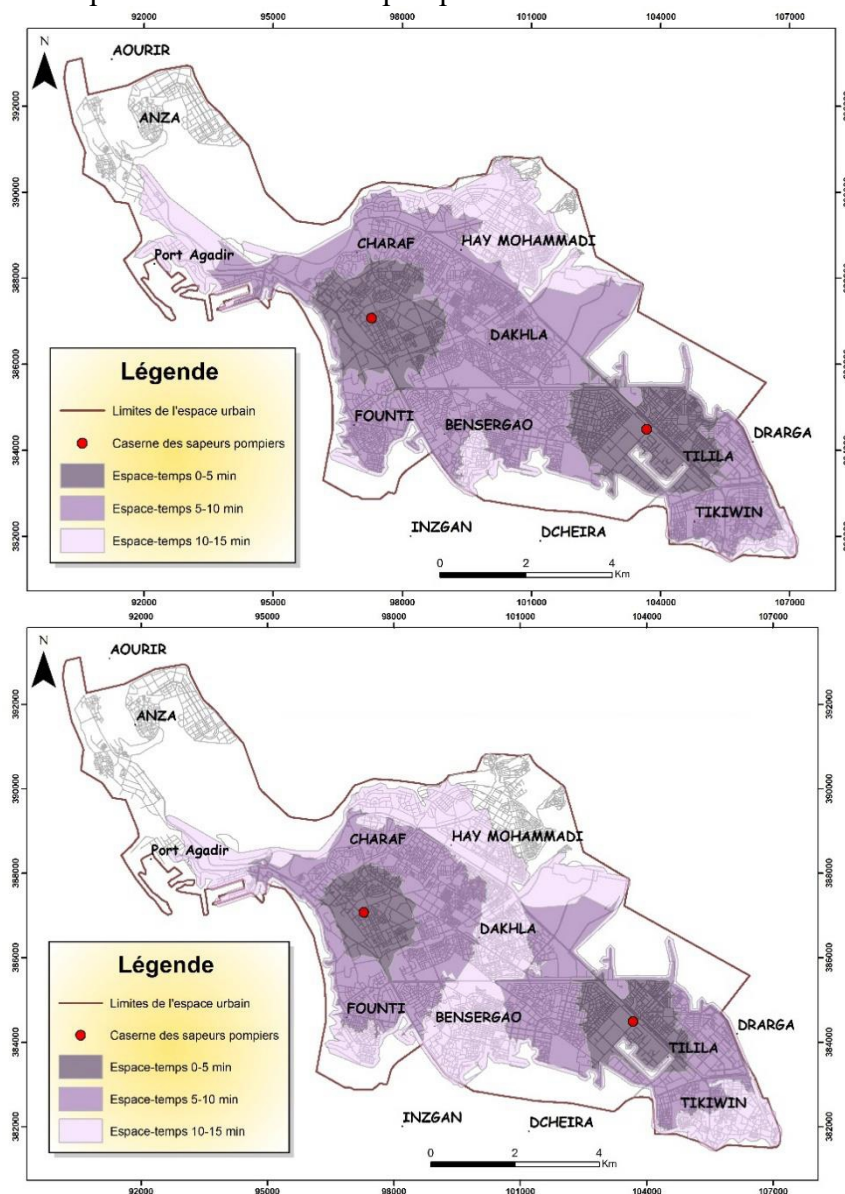 92000 95000 98000 101000 104000 107000
N
AOURIR
392000
ANZA
390000
CHARAF
HAY MOHAMMADI
Port Agadir
388000
DAKHLA
386000
Légende
Limites de l'espace urbain
Caserne des sapeurs pompiers
Espace-temps 0-5 min
Espace-temps 5-10 min
Espace-temps 10-15 min
FOUNTI
BENSERGAO
DRARGA
384000
TILILA
TIKIWIN
INZGAN
DCHEIRA
382000
0 2 4
Km
92000 95000 98000 101000 104000 107000
92000 95000 98000 101000 104000 107000
N
AOURIR
392000
ANZA
390000
CHARAF
HAY MOHAMMADI
Port Agadir
388000
DAKHLA
386000
Légende
Limites de l'espace urbain
Caserne des sapeurs pompiers
Espace-temps 0-5 min
Espace-temps 5-10 min
Espace-temps 10-15 min
FOUNTI
BENSERGAO
DRARGA
384000
TILILA
TIKIWIN
INZGAN
DCHEIRA
382000
0 2 4
Km
92000 95000 98000 101000 104000 107000